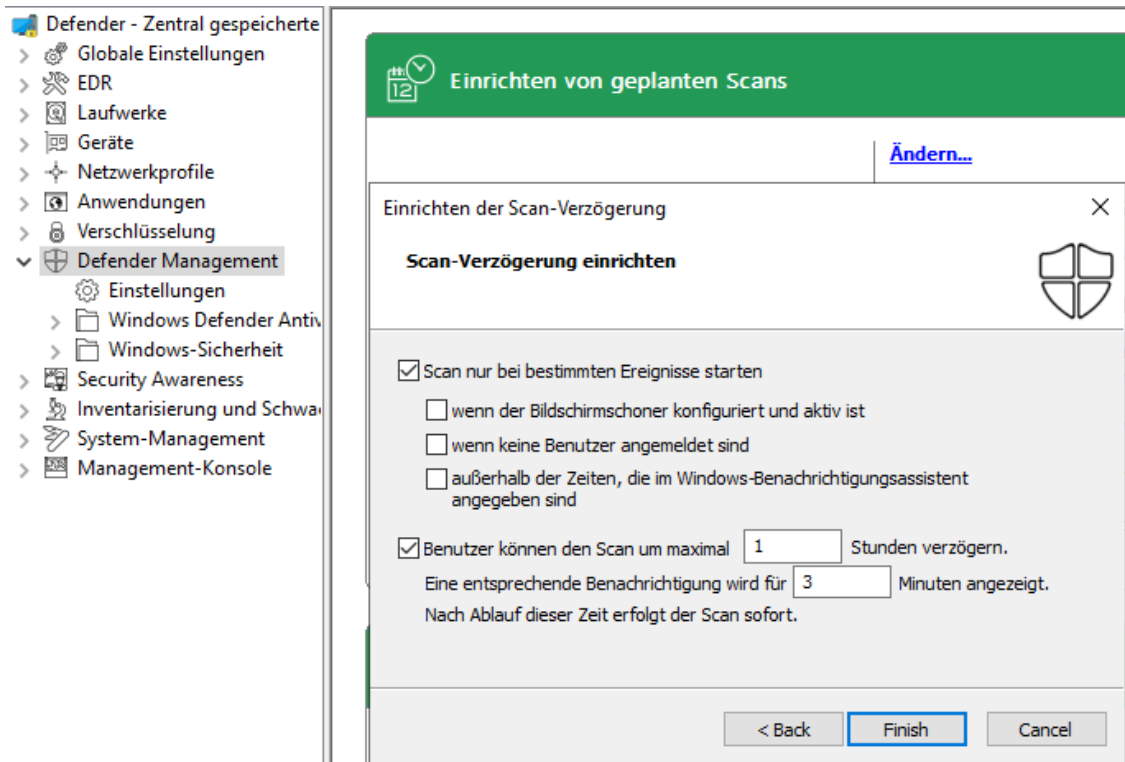 Defender - Zentral gespeicherte
Globale Einstellungen
EDR
Laufwerke
Geräte
Netzwerkprofile
Anwendungen
Verschlüsselung
Defender Management
Einstellungen
Windows Defender Antiv
Windows-Sicherheit
Security Awareness
Inventarisierung und Schwa
System-Management
Management-Konsole
12
Einrichten von geplanten Scans
Ändern...
Einrichten der Scan-Verzögerung
Scan-Verzögerung einrichten
Scan nur bei bestimmten Ereignisse starten
wenn der Bildschirmschoner konfiguriert und aktiv ist
wenn keine Benutzer angemeldet sind
außerhalb der Zeiten, die im Windows-Benachrichtigungsassistent
angegeben sind
Benutzer können den Scan um maximal 1 Stunden verzögern.
Eine entsprechende Benachrichtigung wird für 3 Minuten angezeigt.
Nach Ablauf dieser Zeit erfolgt der Scan sofort.
< Back Finish Cancel